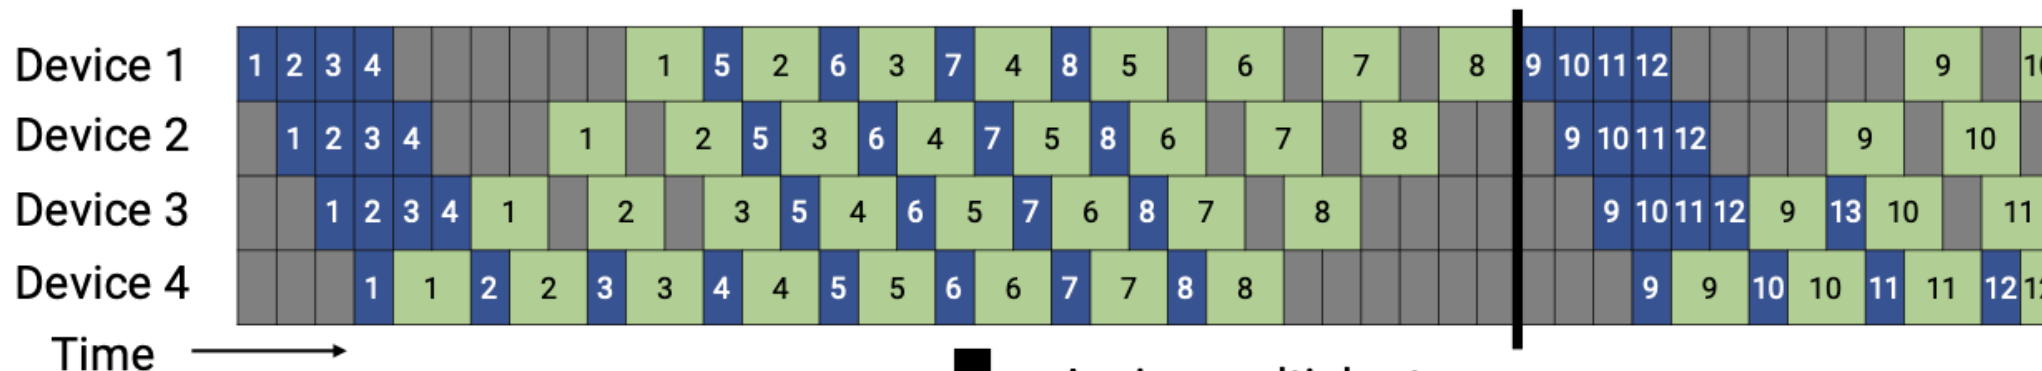 Device 1 1 2 3 4 1 5 2 6 3 7 4 8 5 6 7 8 9 10 11 12 9
Device 2 1 2 3 4 1 2 5 3 6 4 7 5 8 6 7 8 9 10 11 12 9 10
Device 3 1 2 3 4 1 2 3 5 4 6 5 7 6 8 7 8 9 10 11 12 9 13 10 11
Device 4 1 1 2 2 3 3 4 4 5 5 6 6 7 7 8 8 9 9 10 10 11 11 12
Time